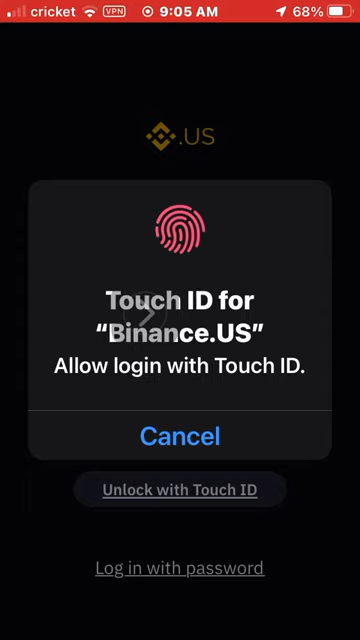 cricket VPN 9:05 AM 68%
.US
Touch ID for
“Binance.US”
Allow login with Touch ID.
Cancel
Unlock with Touch ID
Log in with password